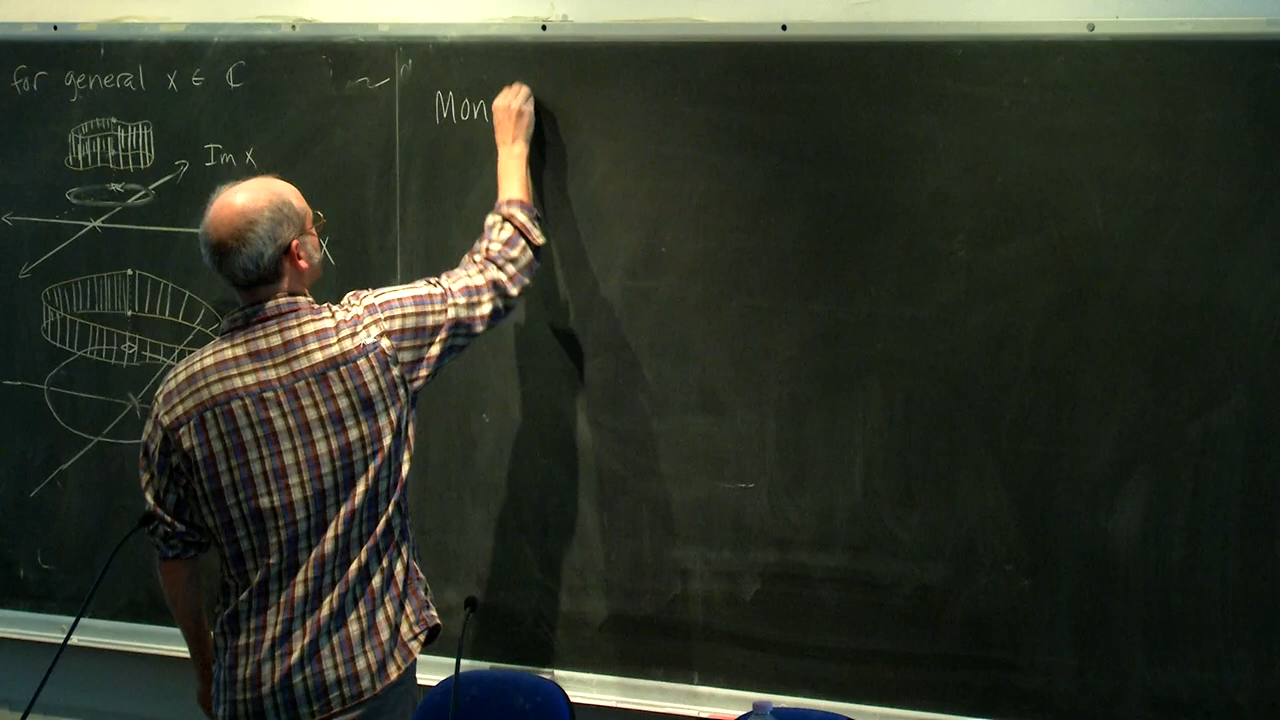 for general x ∈ ℂ
Im x
x
Mon